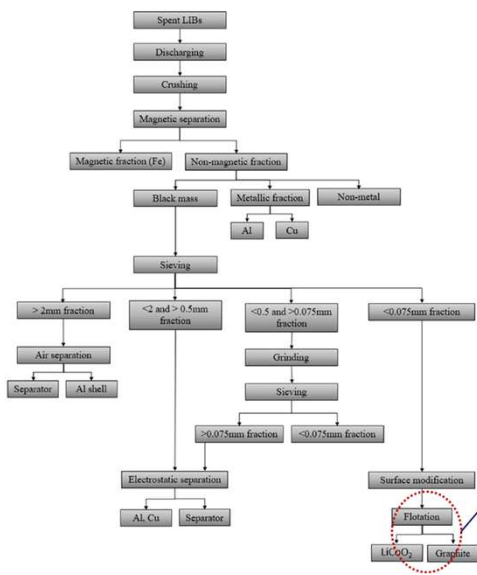 Spent LIBs
Discharging
Crushing
Magnetic separation
Magnetic fraction (Fe)
Non-magnetic fraction
Black mass
Metallic fraction
Non-metal
Al
Cu
Sieving
> 2mm fraction
<2 and > 0.5mm
fraction
<0.5 and >0.075mm
fraction
<0.075mm fraction
Air separation
Grinding
Separator
Al shell
Sieving
>0.075mm fraction
<0.075mm fraction
Electrostatic separation
Surface modification
Al, Cu
Separator
Flotation
LiCoO₂
Graphite